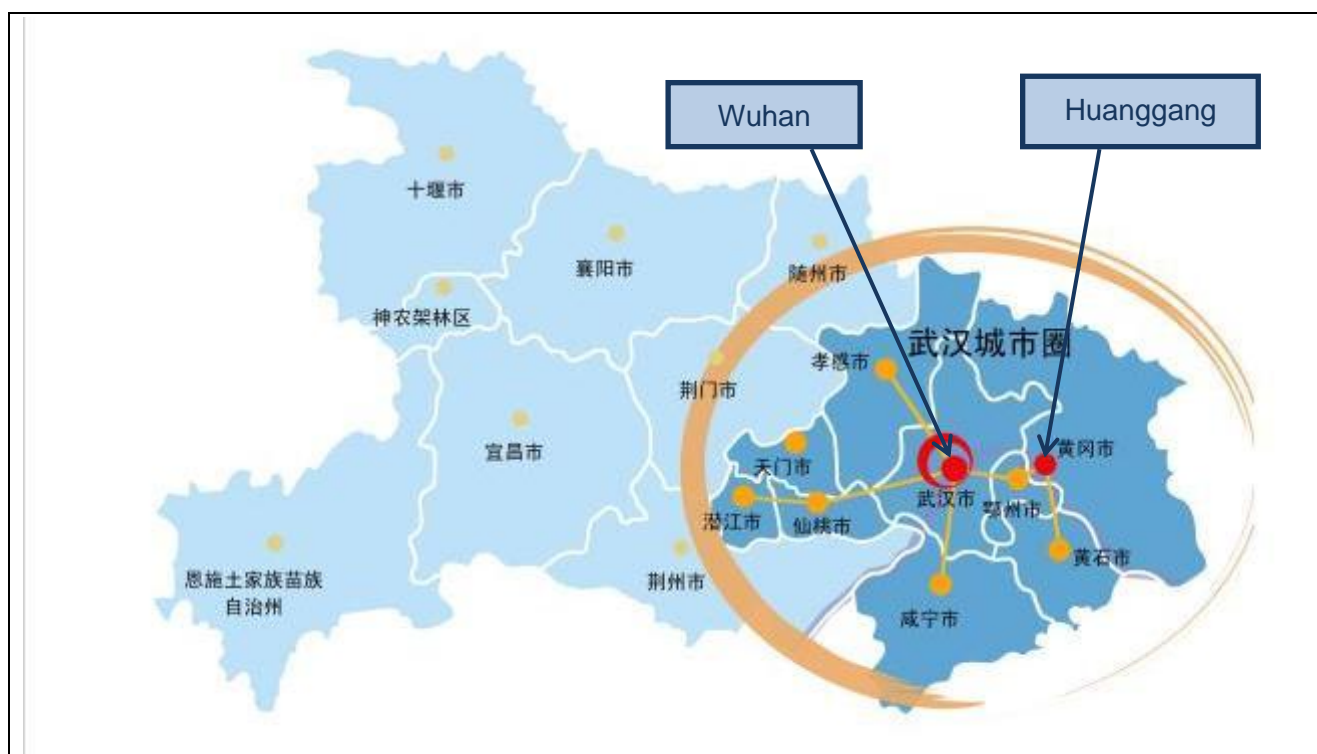 Wuhan
Huanggang
十堰市
襄阳市
随州市
神农架林区
武汉城市圈
孝感市
荆门市
宜昌市
天门市
黄冈市
武汉市
鄂州市
潜江市
仙桃市
黄石市
恩施土家族苗族
自治州
荆州市
咸宁市